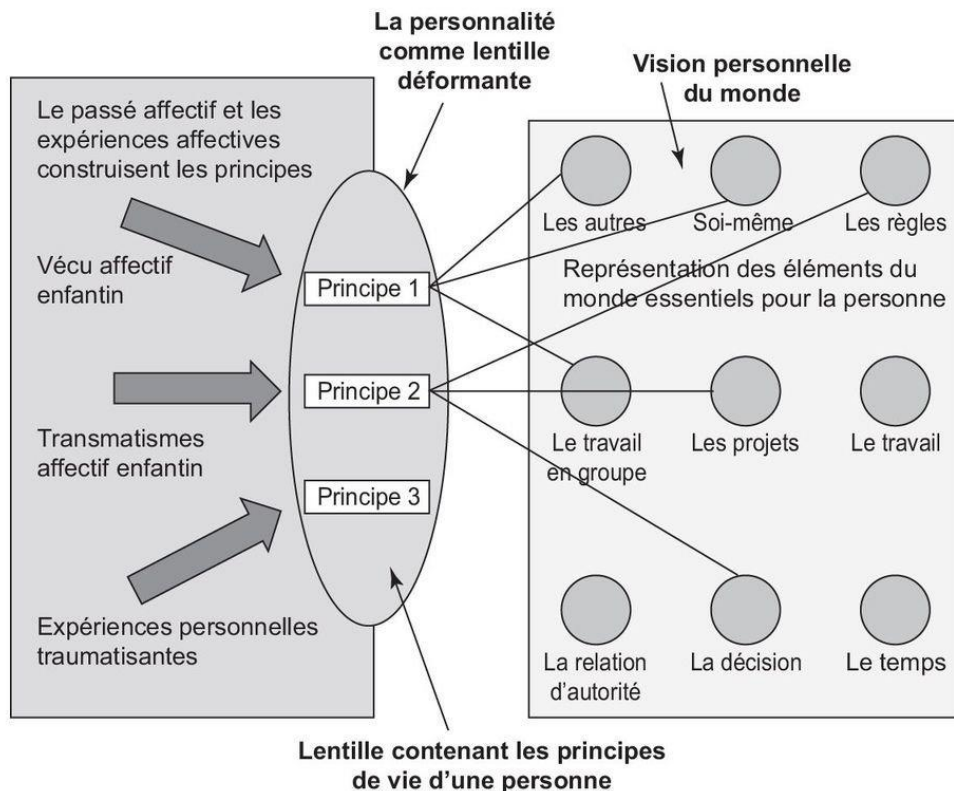 La personnalité
comme lentille
déformante
Vision personnelle
du monde
Le passé affectif et les
expériences affectives
construisent les principes
Vécu affectif
enfantin
Transmatismes
affectif enfantin
Expériences personnelles
traumatisantes
Principe 1
Principe 2
Principe 3
Les autres
Soi-même
Les règles
Représentation des éléments du
monde essentiels pour la personne
Le travail
en groupe
Les projets
Le travail
La relation
d'autorité
La décision
Le temps
Lentille contenant les principes
de vie d'une personne